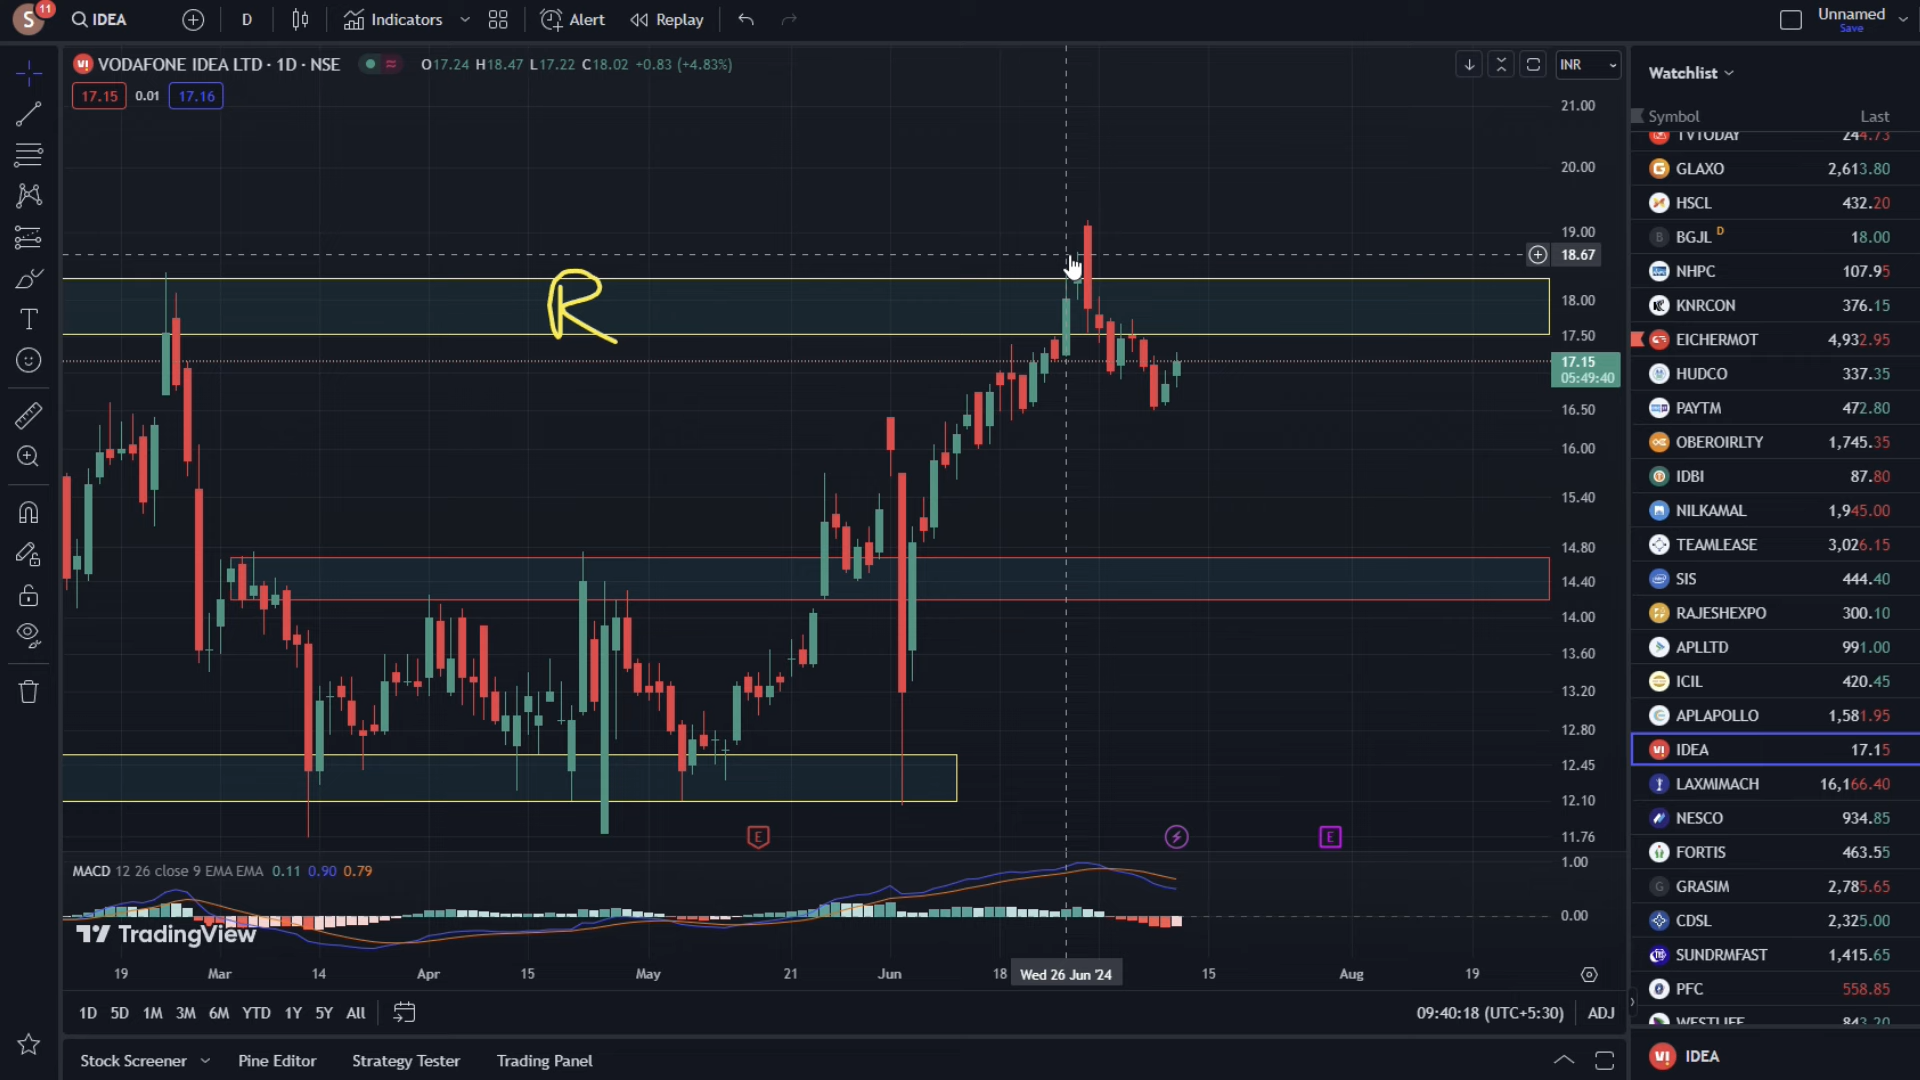 S 11 IDEA D Indicators Alert Replay Unnamed
Save
VODAFONE IDEA LTD · 1D · NSE O17.24 H18.47 L17.22 C18.02 +0.83 (+4.83%) INR
17.15 0.01 17.16
Watchlist
Symbol Last
TVTODAY 244.73
GLAXO 2,613.80
HSCL 432.20
BGJL D 18.00
NHPC 107.95
KNRCON 376.15
EICHERMOT 4,932.95
HUDCO 337.35
PAYTM 472.80
OBEROIRLTY 1,745.35
IDBI 87.80
NILKAMAL 1,945.00
TEAMLEASE 3,026.15
SIS 444.40
RAJESHEXPO 300.10
APLLTD 991.00
ICIL 420.45
APLAPOLLO 1,581.95
IDEA 17.15
LAXMIMACH 16,166.40
NESCO 934.85
FORTIS 463.55
GRASIM 2,785.65
CDSL 2,325.00
SUNDRMFAST 1,415.65
PFC 558.85
WESTLIFE 843.20
IDEA
21.00
20.00
19.00
18.67
18.00
17.50
17.15
05:49:40
16.50
16.00
15.40
14.80
14.40
14.00
13.60
13.20
12.80
12.45
12.10
11.76
1.00
0.00
R
E E
MACD 12 26 close 9 EMA EMA 0.11 0.90 0.79
TradingView
19 Mar 14 Apr 15 May 21 Jun 18 Wed 26 Jun '24 15 Aug 19
1D 5D 1M 3M 6M YTD 1Y 5Y All 09:40:18 (UTC+5:30) ADJ
Stock Screener Pine Editor Strategy Tester Trading Panel